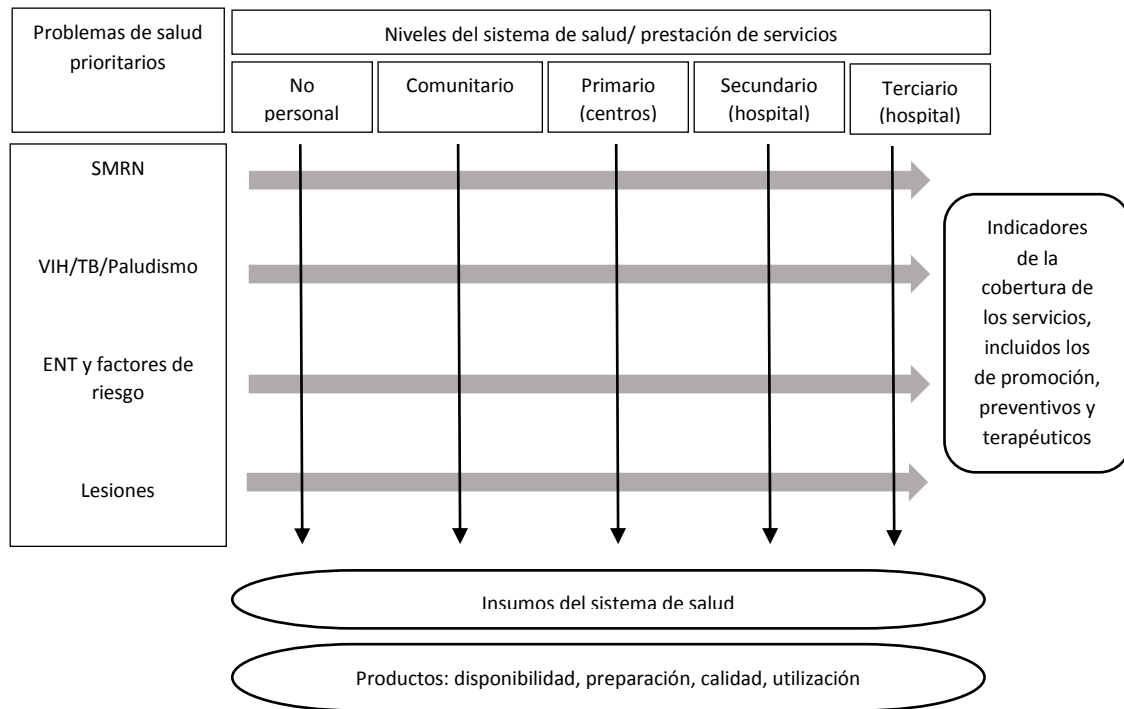 Problemas de salud
prioritarios
Niveles del sistema de salud/ prestación de servicios
No
personal
Comunitario
Primario
(centros)
Secundario
(hospital)
Terciario
(hospital)
SMRN
VIH/TB/Paludismo
ENT y factores de
riesgo
Lesiones
Indicadores
de la
cobertura de
los servicios,
incluidos los
de promoción,
preventivos y
terapéuticos
Insumos del sistema de salud
Productos: disponibilidad, preparación, calidad, utilización